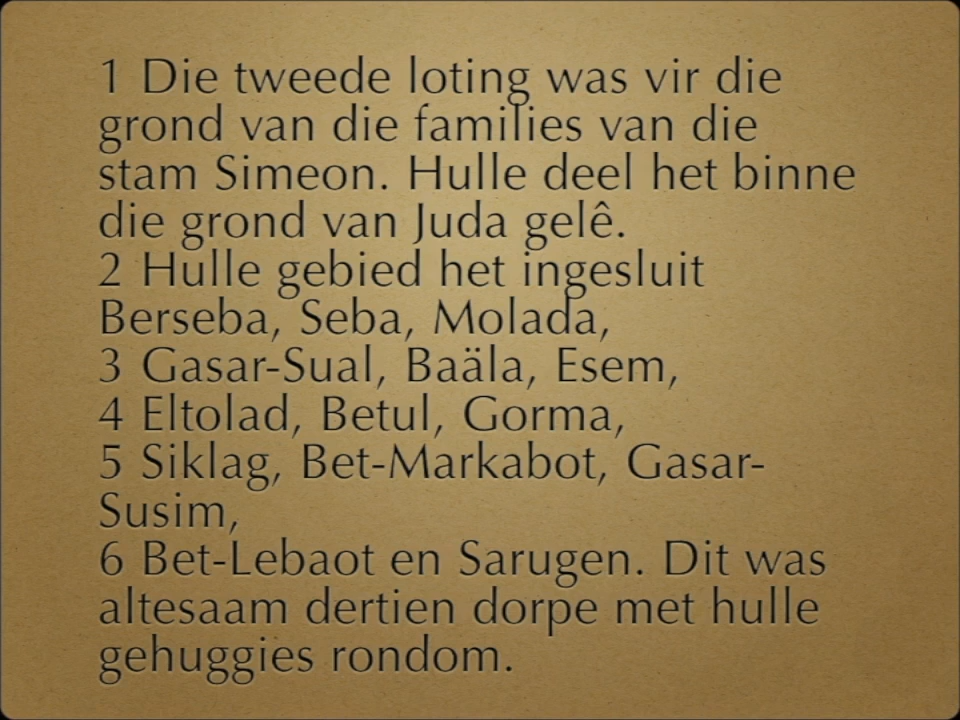 1 Die tweede loting was vir die
grond van die families van die
stam Simeon. Hulle deel het binne
die grond van Juda gelê.
2 Hulle gebied het ingesluit
Berseba, Seba, Molada,
3 Gasar-Sual, Baäla, Esem,
4 Eltolad, Betul, Gorma,
5 Siklag, Bet-Markabot, Gasar-
Susim,
6 Bet-Lebaot en Sarugen. Dit was
altesaam dertien dorpe met hulle
gehuggies rondom.